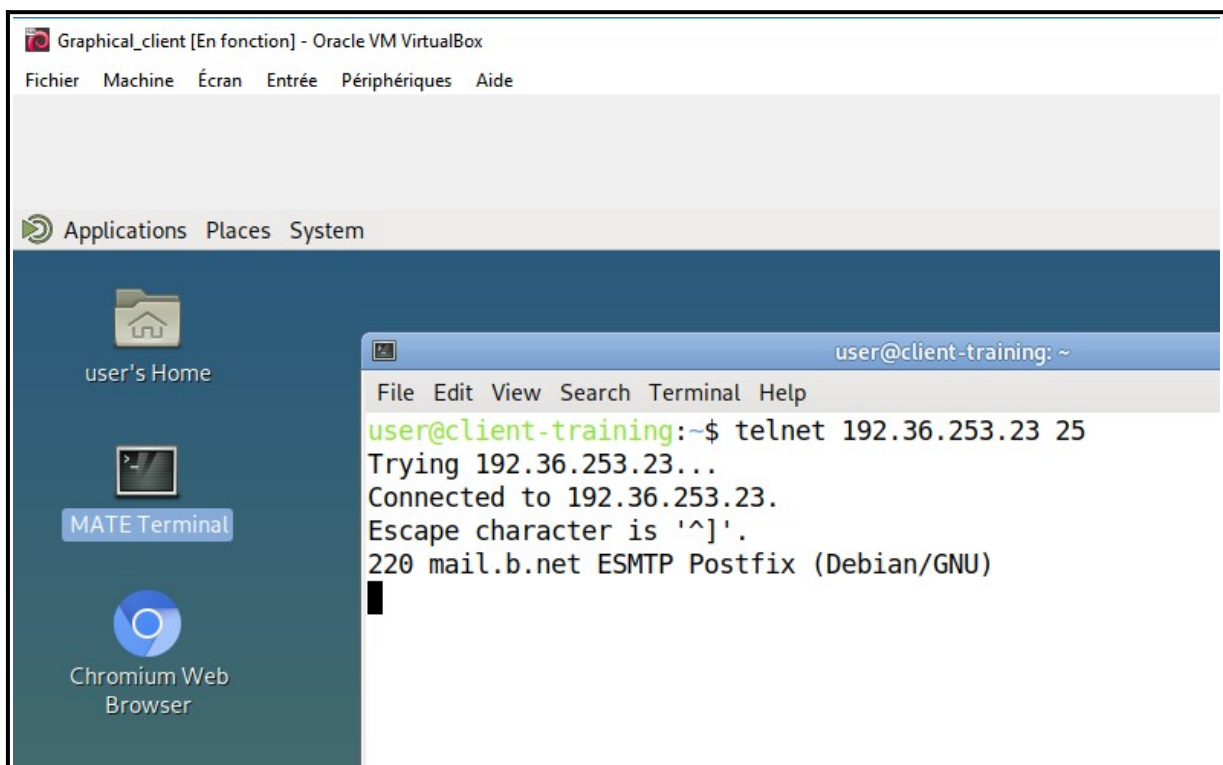 Graphical_client [En fonction] - Oracle VM VirtualBox
Fichier Machine Écran Entrée Périphériques Aide
Applications Places System
user's Home
user@client-training: ~
File Edit View Search Terminal Help
user@client-training:~$ telnet 192.36.253.23 25
Trying 192.36.253.23...
Connected to 192.36.253.23.
Escape character is '^]'.
220 mail.b.net ESMTP Postfix (Debian/GNU)
MATE Terminal
Chromium Web
Browser